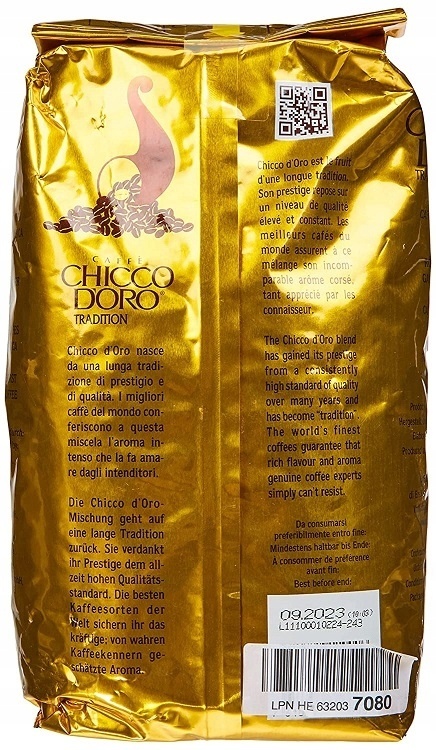 CAFFÈ
CHICCO
D'ORO®
TRADITION
Chicco d'Oro nasce
da una lunga tradi-
zione di prestigio e
di qualità. I migliori
caffè del mondo con-
feriscono a questa
miscela l'aroma in-
tenso che la fa ama-
re dagli intenditori.
Die Chicco d'Oro-
Mischung geht auf
eine lange Tradition
zurück. Sie verdankt
ihr Prestige dem all-
zeit hohen Qualitäts-
standard. Die besten
Kaffeesorten der
Welt sichern ihr das
kräftige; von wahren
Kaffeekennern ge-
schätzte Aroma.
Chicco d'Oro est le fruit
d'une longue tradition.
Son prestige repose sur
un niveau de qualité
élevé et constant. Les
meilleurs cafés du
monde assurent à ce
mélange son incom-
parable arôme corsé,
tant apprécié par les
connaisseur.
The Chicco d'Oro blend
has gained its prestige
from a consistently
high standard of quality
over many years and
has become "tradition".
The world's finest
coffees guarantee that
rich flavour and aroma
genuine coffee experts
simply can't resist.
Da consumarsi
preferibilmente entro fine:
Mindestens haltbar bis Ende:
A consommer de préférence
avant fin:
Best before end:
09.2023 (10:03)
L11100010224-243
LPN HE 63203 7080